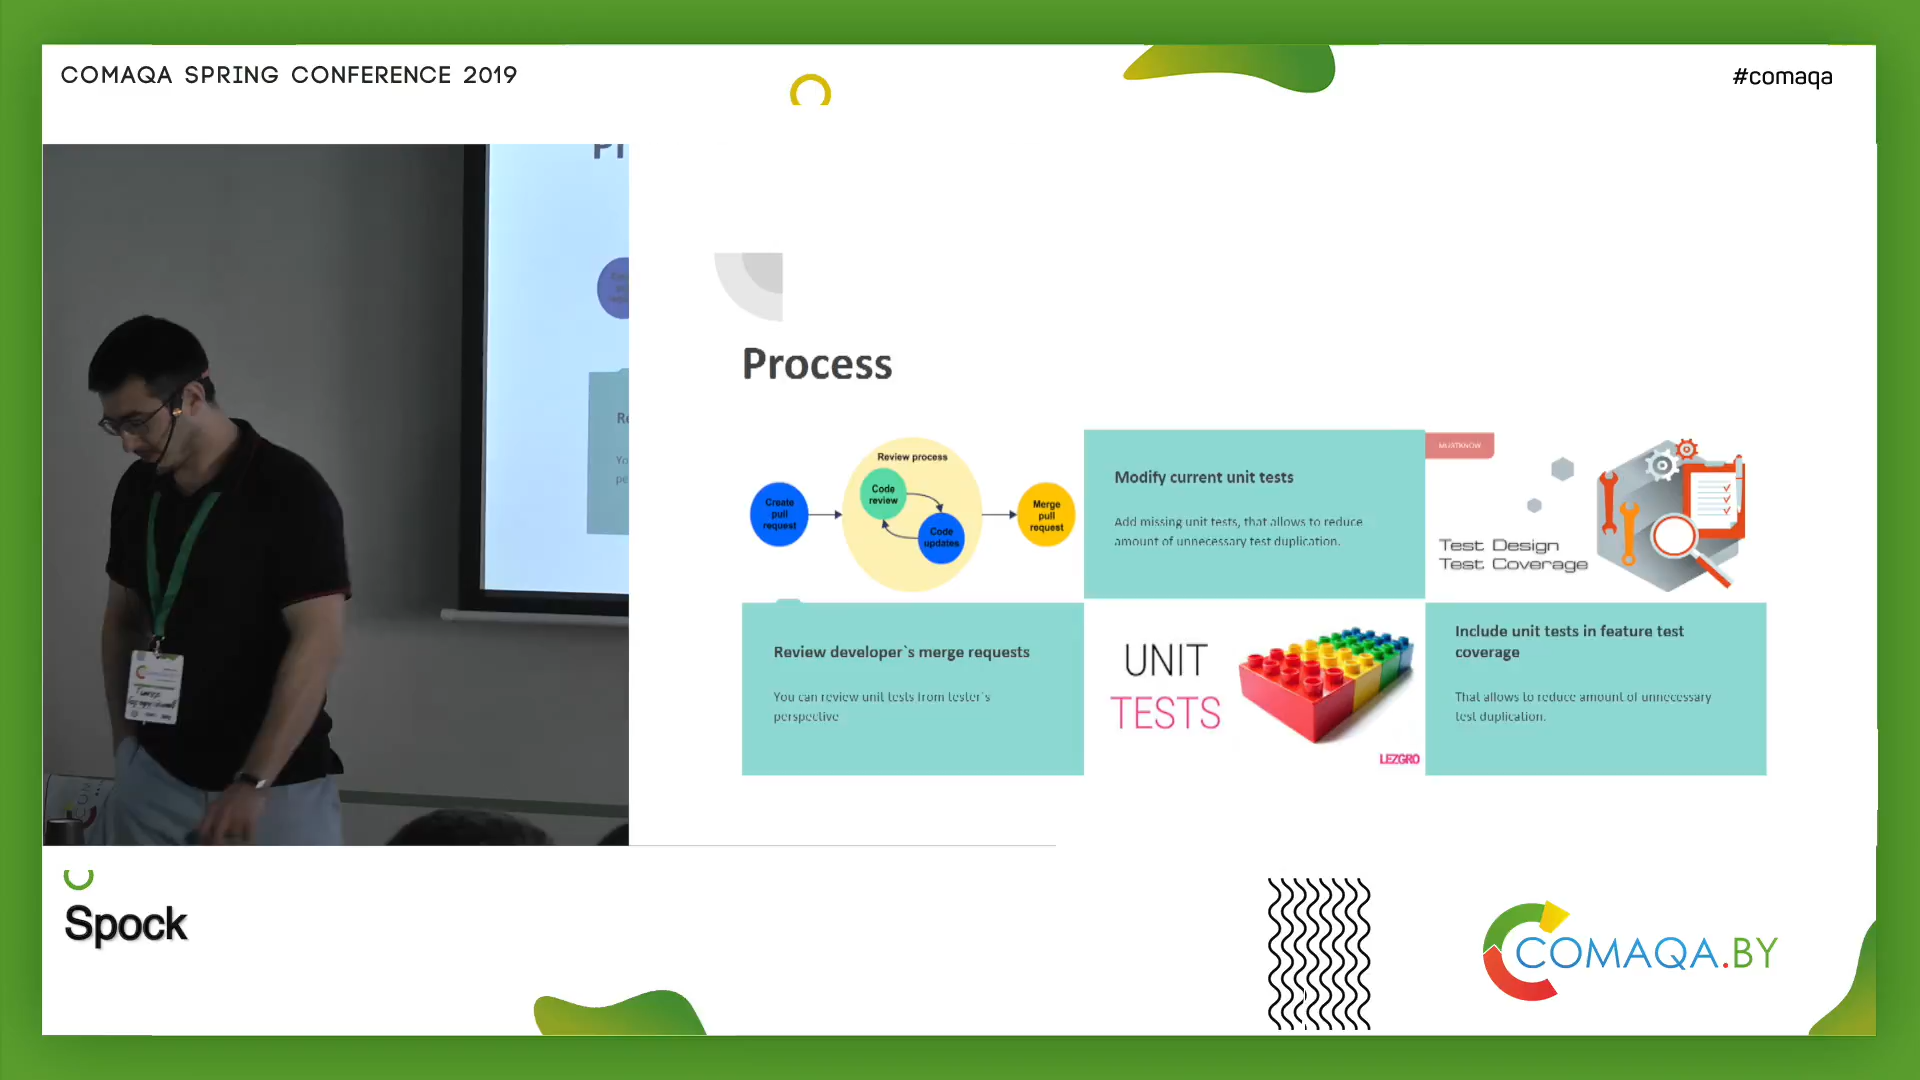 COMAQA SPRING CONFERENCE 2019
#comaqa
Process
Review process
Code
review
Code
updates
Create
pull
request
Merge
pull
request
Modify current unit tests
Add missing unit tests, that allows to reduce
amount of unnecessary test duplication.
MUSTKNOW
Test Design
Test Coverage
Review developer`s merge requests
You can review unit tests from tester`s
perspective
UNIT
TESTS
LEZGRO
Include unit tests in feature test
coverage
That allows to reduce amount of unnecessary
test duplication.
Spock
COMAQA.BY